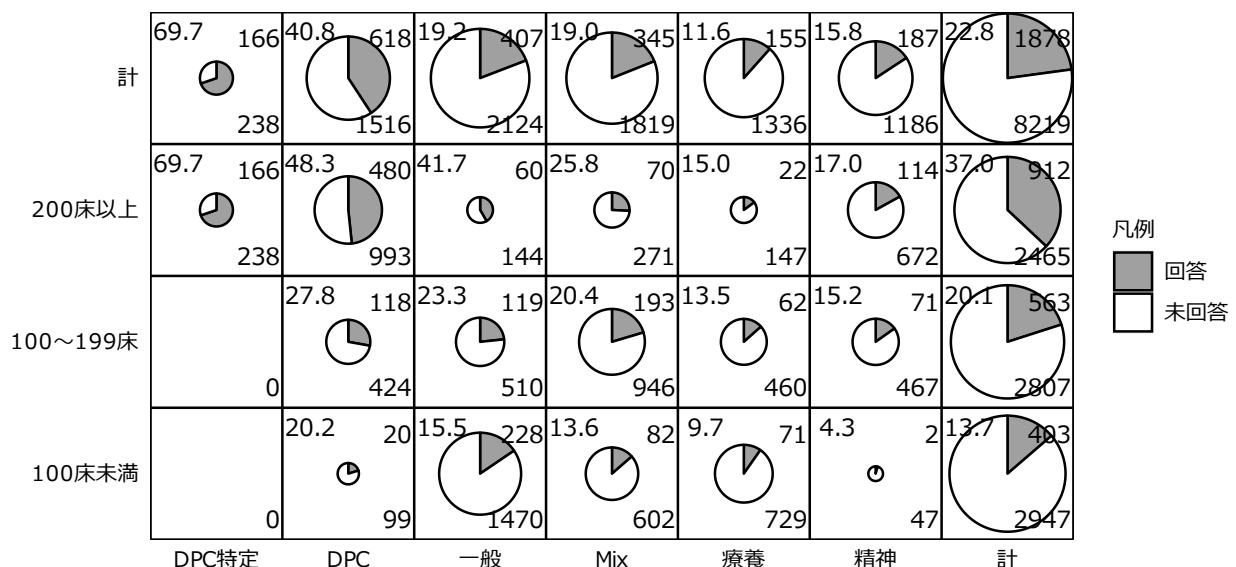 69.7 166 40.8 618 19.2 407 19.0 345 11.6 155 15.8 187 22.8 1878
計
238 1516 2124 1819 1336 1186 8219
69.7 166 48.3 480 41.7 60 25.8 70 15.0 22 17.0 114 37.0 912
200床以上
238 993 144 271 147 672 2465
凡例
回答
未回答
27.8 118 23.3 119 20.4 193 13.5 62 15.2 71 20.1 563
100～199床
0 424 510 946 460 467 2807
20.2 20 15.5 228 13.6 82 9.7 71 4.3 2 13.7 403
100床未満
0 99 1470 602 729 47 2947
DPC特定 DPC 一般 Mix 療養 精神 計